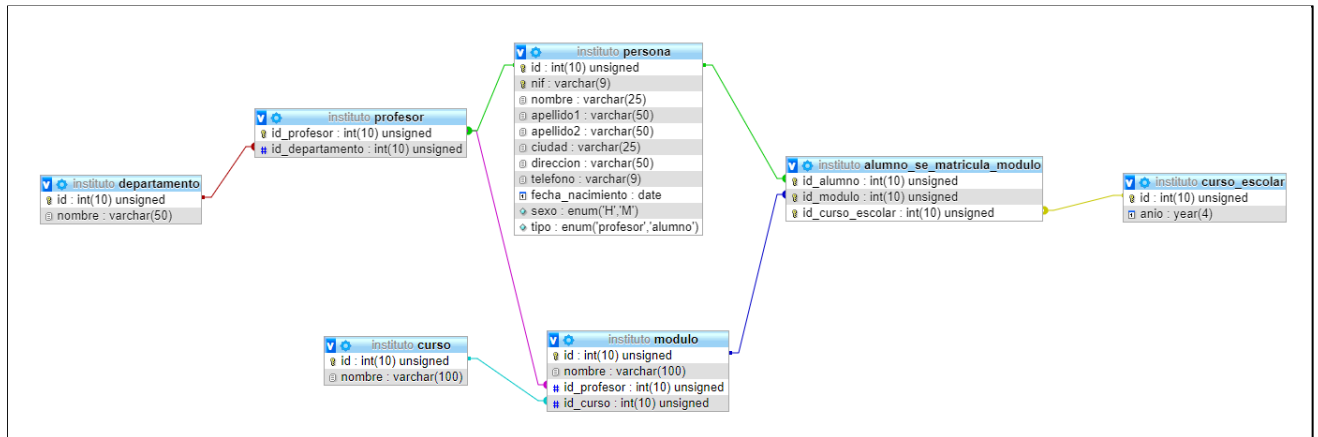 instituto departamento
id : int(10) unsigned
nombre : varchar(50)
instituto profesor
id_profesor : int(10) unsigned
id_departamento : int(10) unsigned
instituto persona
id : int(10) unsigned
nif : varchar(9)
nombre : varchar(25)
apellido1 : varchar(50)
apellido2 : varchar(50)
ciudad : varchar(25)
direccion : varchar(50)
telefono : varchar(9)
fecha_nacimiento : date
sexo : enum('H','M')
tipo : enum('profesor','alumno')
instituto alumno_se_matricula_modulo
id_alumno : int(10) unsigned
id_modulo : int(10) unsigned
id_curso_escolar : int(10) unsigned
instituto curso_escolar
id : int(10) unsigned
anio : year(4)
instituto curso
id : int(10) unsigned
nombre : varchar(100)
instituto modulo
id : int(10) unsigned
nombre : varchar(100)
id_profesor : int(10) unsigned
id_curso : int(10) unsigned